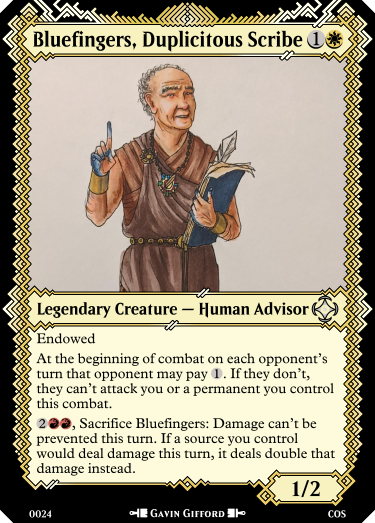 Bluefingers, Duplicitous Scribe 1
Legendary Creature — Human Advisor
Endowed
At the beginning of combat on each opponent's
turn that opponent may pay 1. If they don't,
they can't attack you or a permanent you control
this combat.
2, Sacrifice Bluefingers: Damage can't be
prevented this turn. If a source you control
would deal damage this turn, it deals double that
damage instead.
1/2
0024 Gavin Gifford COS